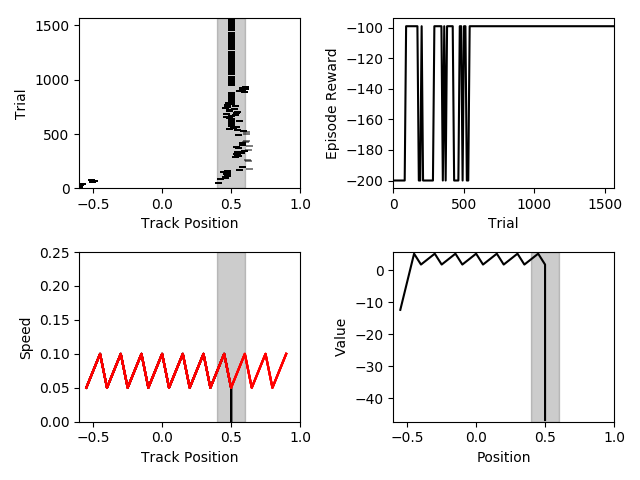 1500
1000
500
0
−0.5 0.0 0.5 1.0
Trial
Track Position
−100
−120
−140
−160
−180
−200
0 500 1000 1500
Episode Reward
Trial
0.25
0.20
0.15
0.10
0.05
0.00
−0.5 0.0 0.5 1.0
Speed
Track Position
0
−10
−20
−30
−40
−0.5 0.0 0.5 1.0
Value
Position